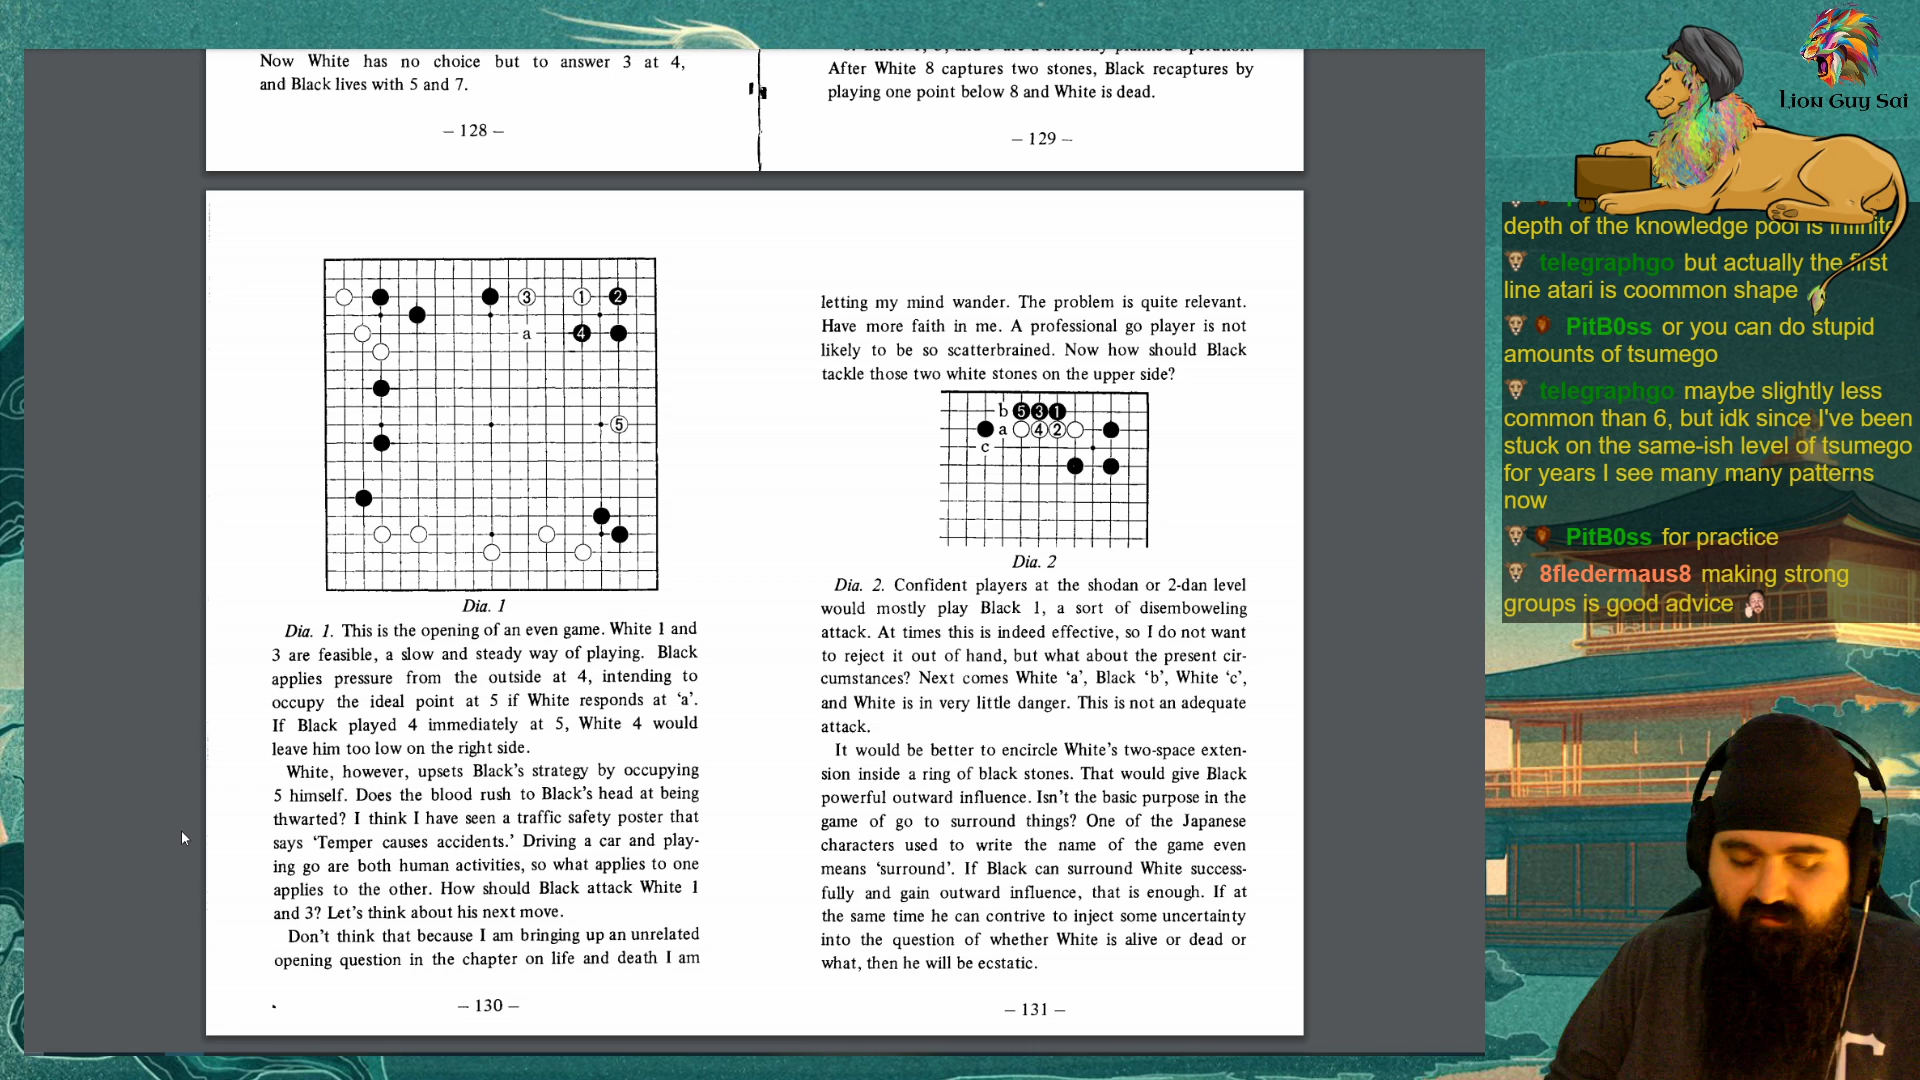 Now White has no choice but to answer 3 at 4,
and Black lives with 5 and 7.
– 128 –
After White 8 captures two stones, Black recaptures by
playing one point below 8 and White is dead.
– 129 –
3 1 2
a 4
5
Dia. 1
Dia. 1. This is the opening of an even game. White 1 and
3 are feasible, a slow and steady way of playing. Black
applies pressure from the outside at 4, intending to
occupy the ideal point at 5 if White responds at ‘a’.
If Black played 4 immediately at 5, White 4 would
leave him too low on the right side.
White, however, upsets Black’s strategy by occupying
5 himself. Does the blood rush to Black’s head at being
thwarted? I think I have seen a traffic safety poster that
says ‘Temper causes accidents.’ Driving a car and play-
ing go are both human activities, so what applies to one
applies to the other. How should Black attack White 1
and 3? Let’s think about his next move.
Don’t think that because I am bringing up an unrelated
opening question in the chapter on life and death I am
– 130 –
letting my mind wander. The problem is quite relevant.
Have more faith in me. A professional go player is not
likely to be so scatterbrained. Now how should Black
tackle those two white stones on the upper side?
b 5 3 1
a 4 2
c
Dia. 2
Dia. 2. Confident players at the shodan or 2-dan level
would mostly play Black 1, a sort of disemboweling
attack. At times this is indeed effective, so I do not want
to reject it out of hand, but what about the present cir-
cumstances? Next comes White ‘a’, Black ‘b’, White ‘c’,
and White is in very little danger. This is not an adequate
attack.
It would be better to encircle White’s two-space exten-
sion inside a ring of black stones. That would give Black
powerful outward influence. Isn’t the basic purpose in the
game of go to surround things? One of the Japanese
characters used to write the name of the game even
means ‘surround’. If Black can surround White success-
fully and gain outward influence, that is enough. If at
the same time he can contrive to inject some uncertainty
into the question of whether White is alive or dead or
what, then he will be ecstatic.
– 131 –
Lion Guy Sai
depth of the knowledge pool is infinite
telegraphgo but actually the first
line atari is coommon shape
PitB0ss or you can do stupid
amounts of tsumego
telegraphgo maybe slightly less
common than 6, but idk since I've been
stuck on the same-ish level of tsumego
for years I see many many patterns
now
PitB0ss for practice
8fledermaus8 making strong
groups is good advice